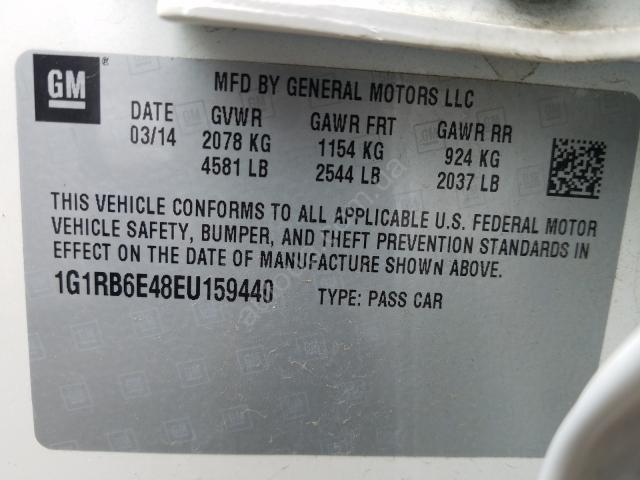 GM
MFD BY GENERAL MOTORS LLC
DATE GVWR GAWR FRT GAWR RR
03/14 2078 KG 1154 KG 924 KG
4581 LB 2544 LB 2037 LB
THIS VEHICLE CONFORMS TO ALL APPLICABLE U.S. FEDERAL MOTOR
VEHICLE SAFETY, BUMPER, AND THEFT PREVENTION STANDARDS IN
EFFECT ON THE DATE OF MANUFACTURE SHOWN ABOVE.
1G1RB6E48EU159440 TYPE: PASS CAR